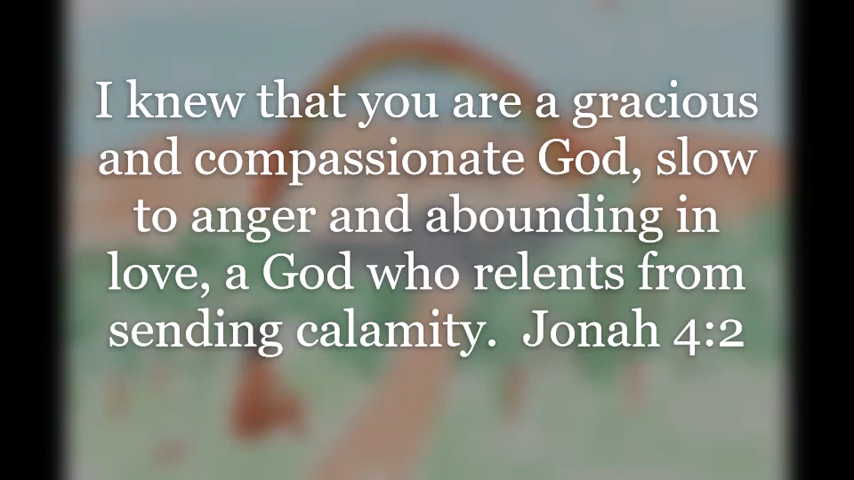 I knew that you are a gracious
and compassionate God, slow
to anger and abounding in
love, a God who relents from
sending calamity.  Jonah 4:2